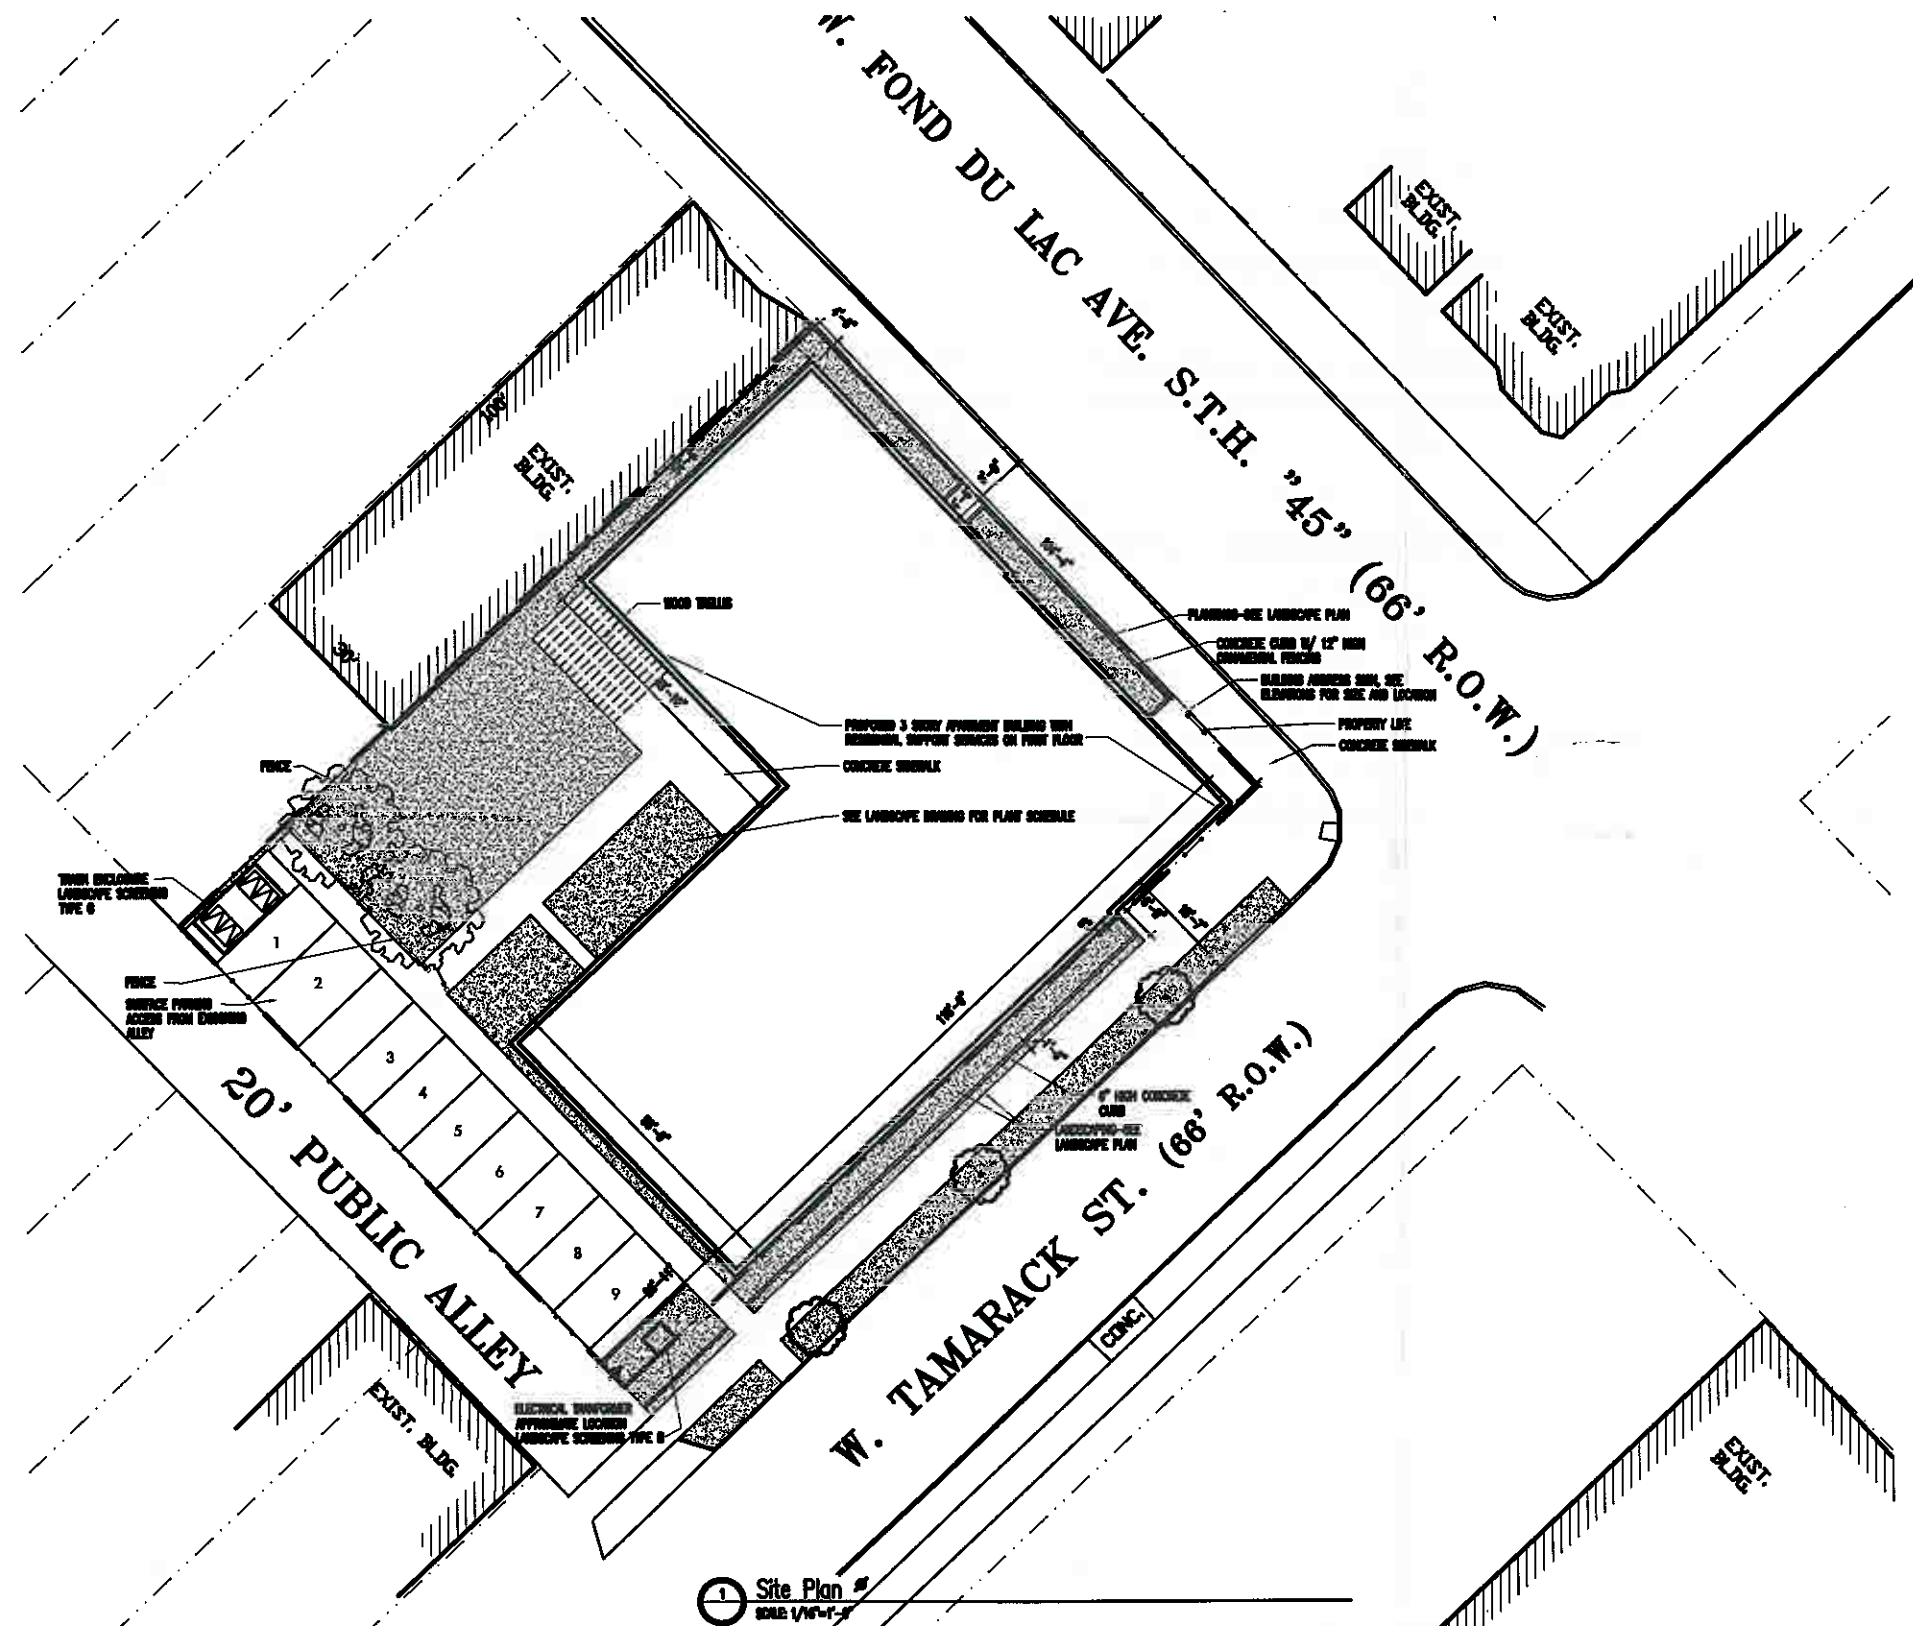 W. FOND DU LAC AVE. S.T.H. "45" (66' R.O.W.)
EXIST.
BLDG.
EXIST.
BLDG.
108'
EXIST.
BLDG.
30'
WOOD TRELLIS
PLANTINGS-SEE LANDSCAPE PLAN
CONCRETE CURB W/ 12" HIGH
ORNAMENTAL FENCING
BUILDING ADDRESS SIGN, SEE
ELEVATIONS FOR SIZE AND LOCATION
PROPERTY LINE
CONCRETE SIDEWALK
PROPOSED 3 STORY APARTMENT BUILDING WITH
RESIDENTIAL SUPPORT SERVICES ON FIRST FLOOR
CONCRETE SIDEWALK
SEE LANDSCAPE DRAWING FOR PLANT SCHEDULE
FENCE
TRASH ENCLOSURE
LANDSCAPE SCREENING
TYPE G
FENCE
SURFACE PARKING
ACCESS FROM EXISTING
ALLEY
1
2
3
4
5
6
7
8
9
20' PUBLIC ALLEY
6" HIGH CONCRETE
CURB
LANDSCAPING-SEE
LANDSCAPE PLAN
W. TAMARACK ST. (66' R.O.W.)
CONC.
ELECTRICAL TRANFORMER
APPROXIMATE LOCATION
LANDSCAPE SCREENING TYPE
EXIST. BLDG.
EXIST.
BLDG.
1
Site Plan
SCALE: 1/16"=1'-0"